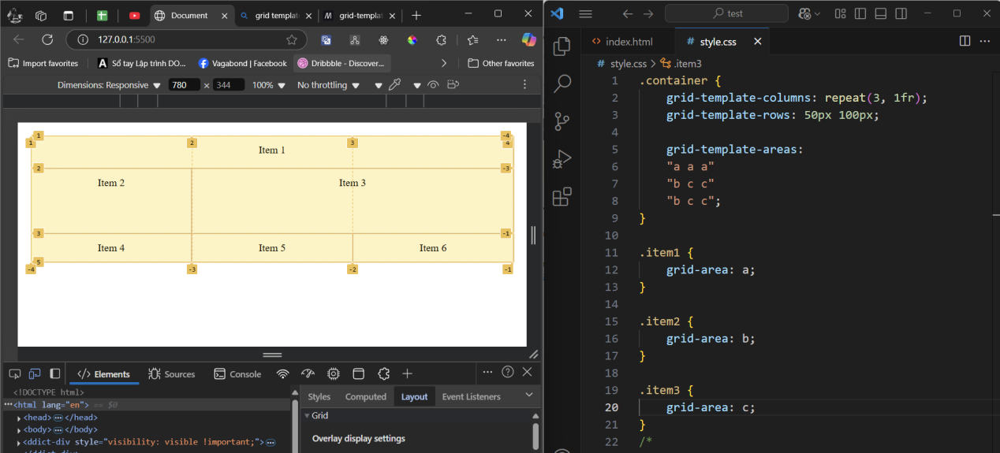 Document
grid templat
grid-templat
127.0.0.1:5500
Import favorites
Sổ tay Lập trình DO...
Vagabond | Facebook
Dribbble - Discover...
Other favorites
Dimensions: Responsive
780
×
344
100%
No throttling
1
1
2
3
-4
4
Item 1
2
-3
Item 2
Item 3
3
-1
Item 4
Item 5
Item 6
5
-4
-3
-2
-1
Elements
Sources
Console
<!DOCTYPE html>
<html lang="en"> == $0
<head> </head>
<body> </body>
<ddict-div style="visibility: visible !important;">
Styles
Computed
Layout
Event Listeners
Grid
Overlay display settings
test
index.html
# style.css
# style.css > .item3
1 .container {
2 grid-template-columns: repeat(3, 1fr);
3 grid-template-rows: 50px 100px;
4
5 grid-template-areas:
6 "a a a"
7 "b c c"
8 "b c c";
9 }
10
11 .item1 {
12 grid-area: a;
13 }
14
15 .item2 {
16 grid-area: b;
17 }
18
19 .item3 {
20 grid-area: c;
21 }
22 /*